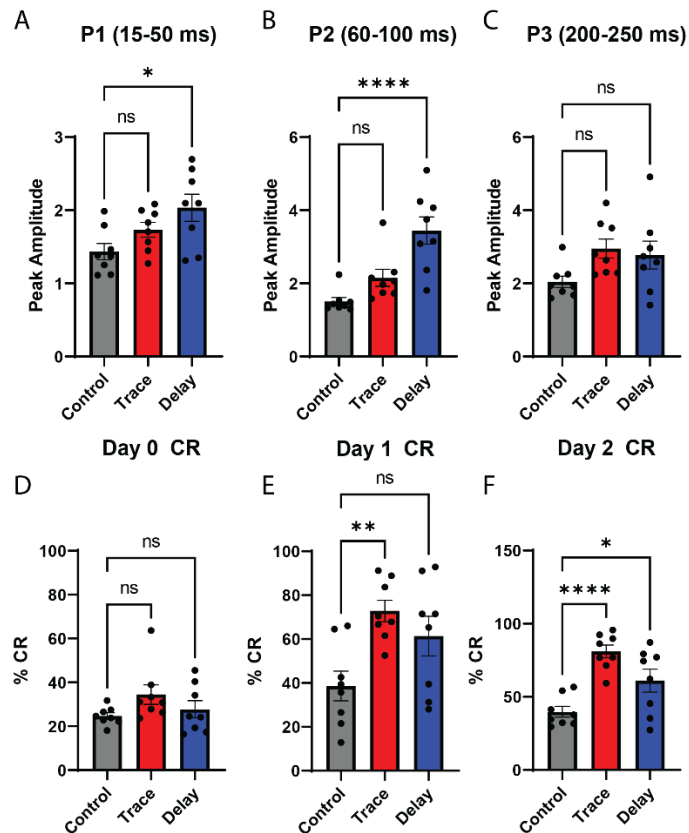 A
P1 (15-50 ms)
*
ns
3
2
1
0
Peak Amplitude
Control
Trace
Delay
B
P2 (60-100 ms)
****
ns
6
4
2
0
Peak Amplitude
Control
Trace
Delay
C
P3 (200-250 ms)
ns
ns
6
4
2
0
Peak Amplitude
Control
Trace
Delay
D
Day 0 CR
ns
ns
100
80
60
40
20
0
% CR
Control
Trace
Delay
E
Day 1 CR
ns
**
100
80
60
40
20
0
% CR
Control
Trace
Delay
F
Day 2 CR
*
****
150
100
50
0
% CR
Control
Trace
Delay